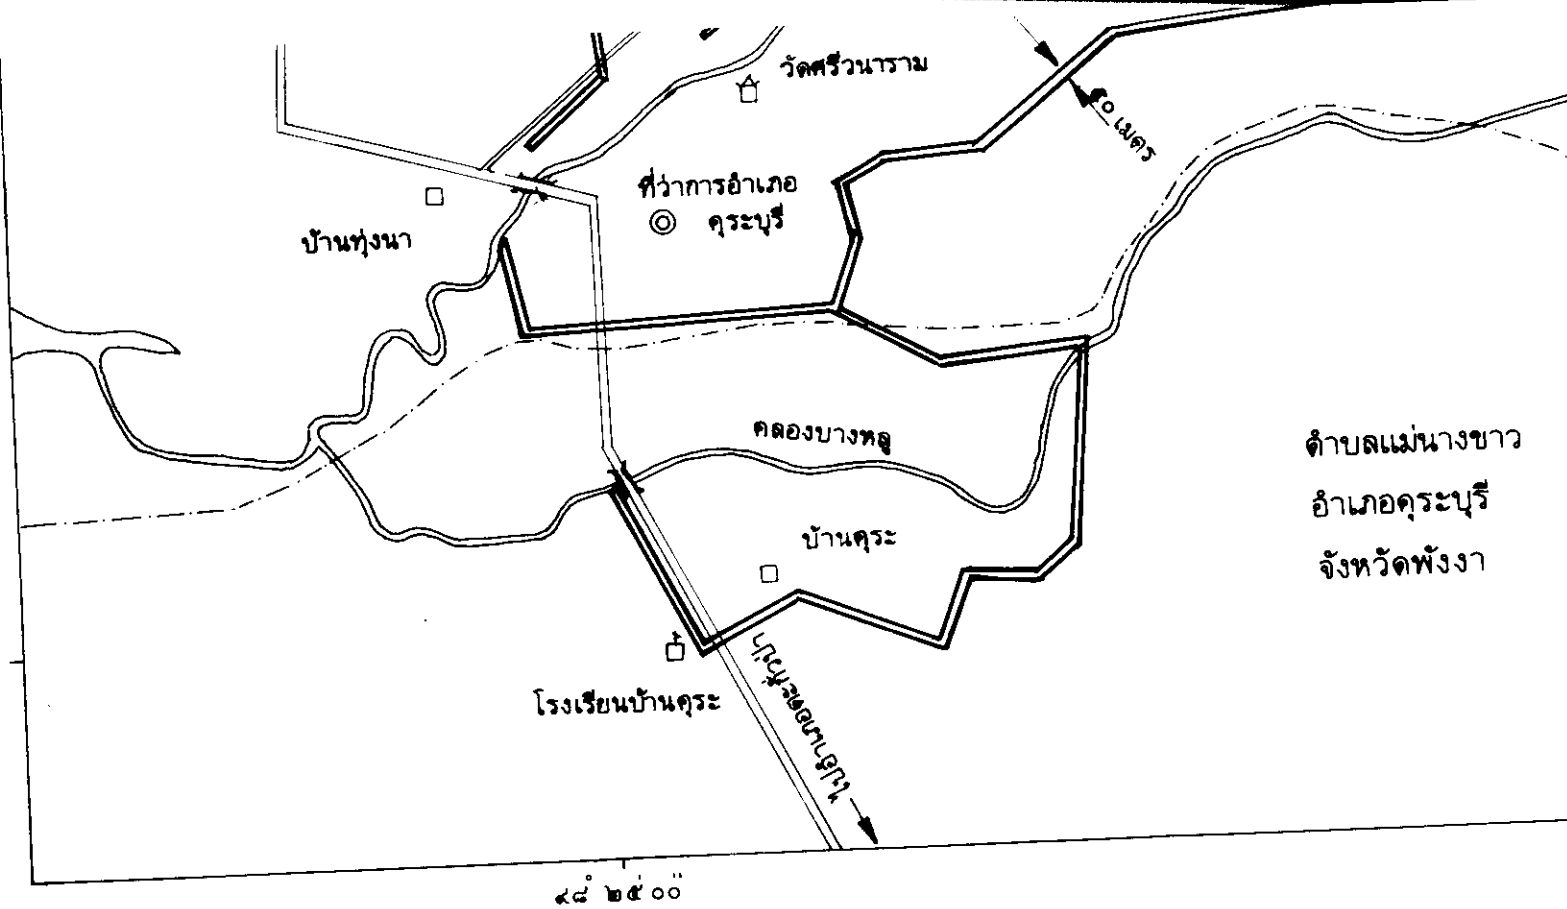 วัดศรีวนาราม
๕๐ เมตร
ที่ว่าการอำเภอ
คุระบุรี
บ้านทุ่งนา
คลองบางหลู
ตำบลแม่นางขาว
อำเภอคุระบุรี
จังหวัดพังงา
บ้านคุระ
โรงเรียนบ้านคุระ
ไปอำเภอตะกั่วป่า
๙๘° ๒๕' ๐๐"